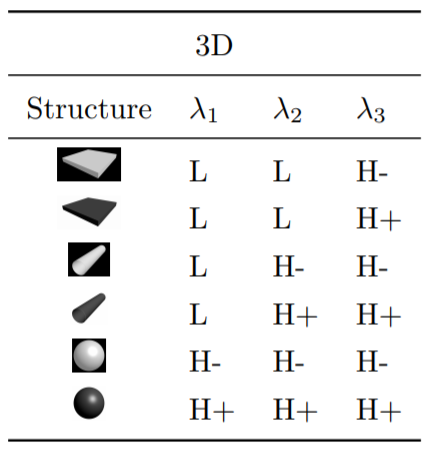 3D
Structure λ₁ λ₂ λ₃
L L H-
L L H+
L H- H-
L H+ H+
H- H- H-
H+ H+ H+